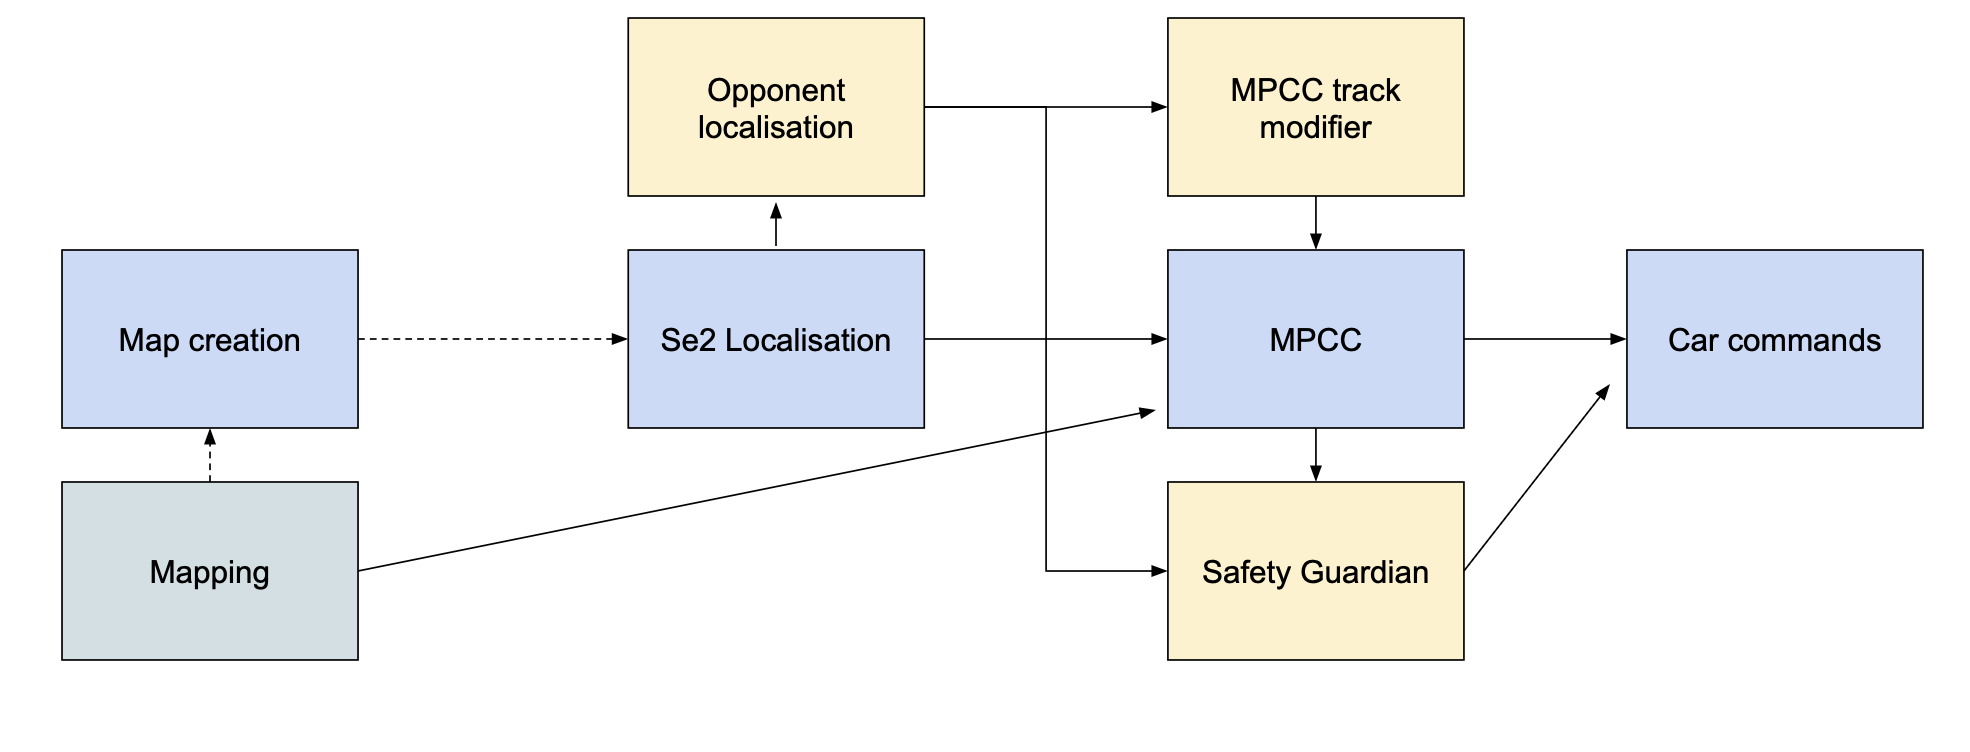 Opponent
localisation
MPCC track
modifier
Map creation
Se2 Localisation
MPCC
Car commands
Mapping
Safety Guardian